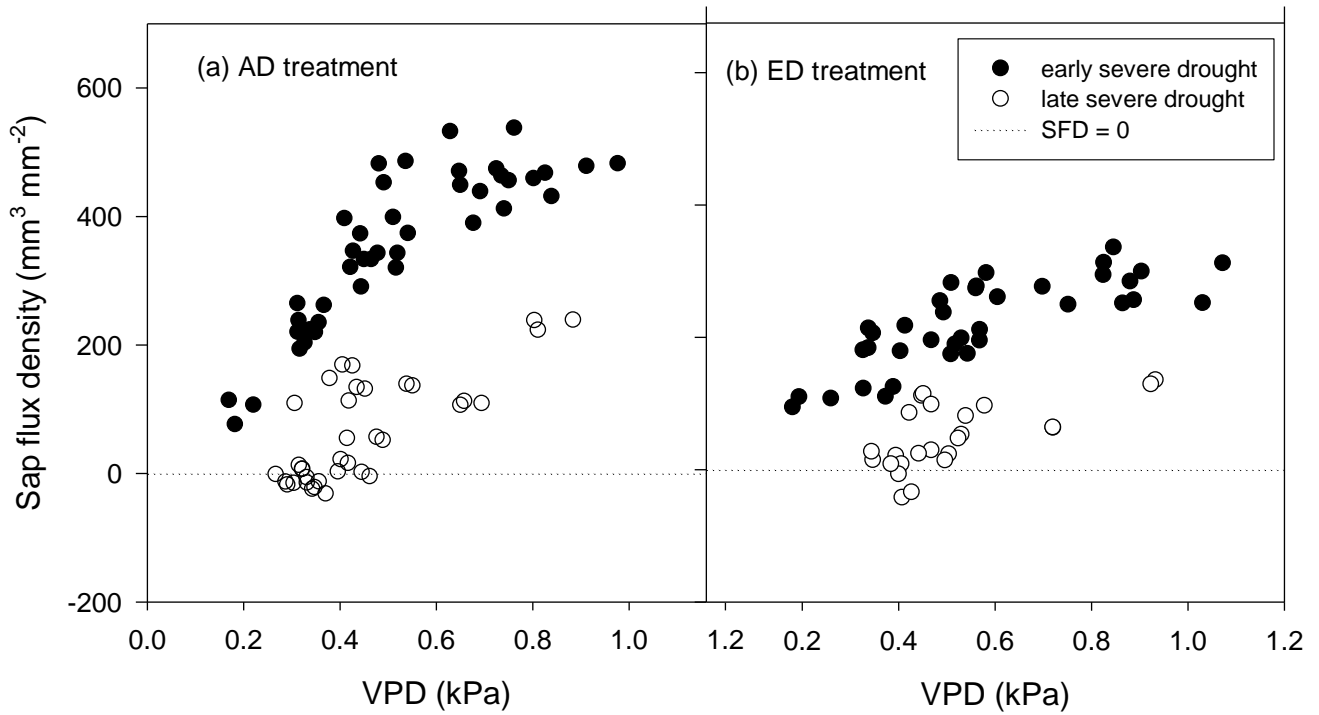 (a) AD treatment
(b) ED treatment
early severe drought
late severe drought
SFD = 0
Sap flux density (mm³ mm⁻²)
600
400
200
0
-200
0.0 0.2 0.4 0.6 0.8 1.0 1.2 0.2 0.4 0.6 0.8 1.0 1.2
VPD (kPa) VPD (kPa)